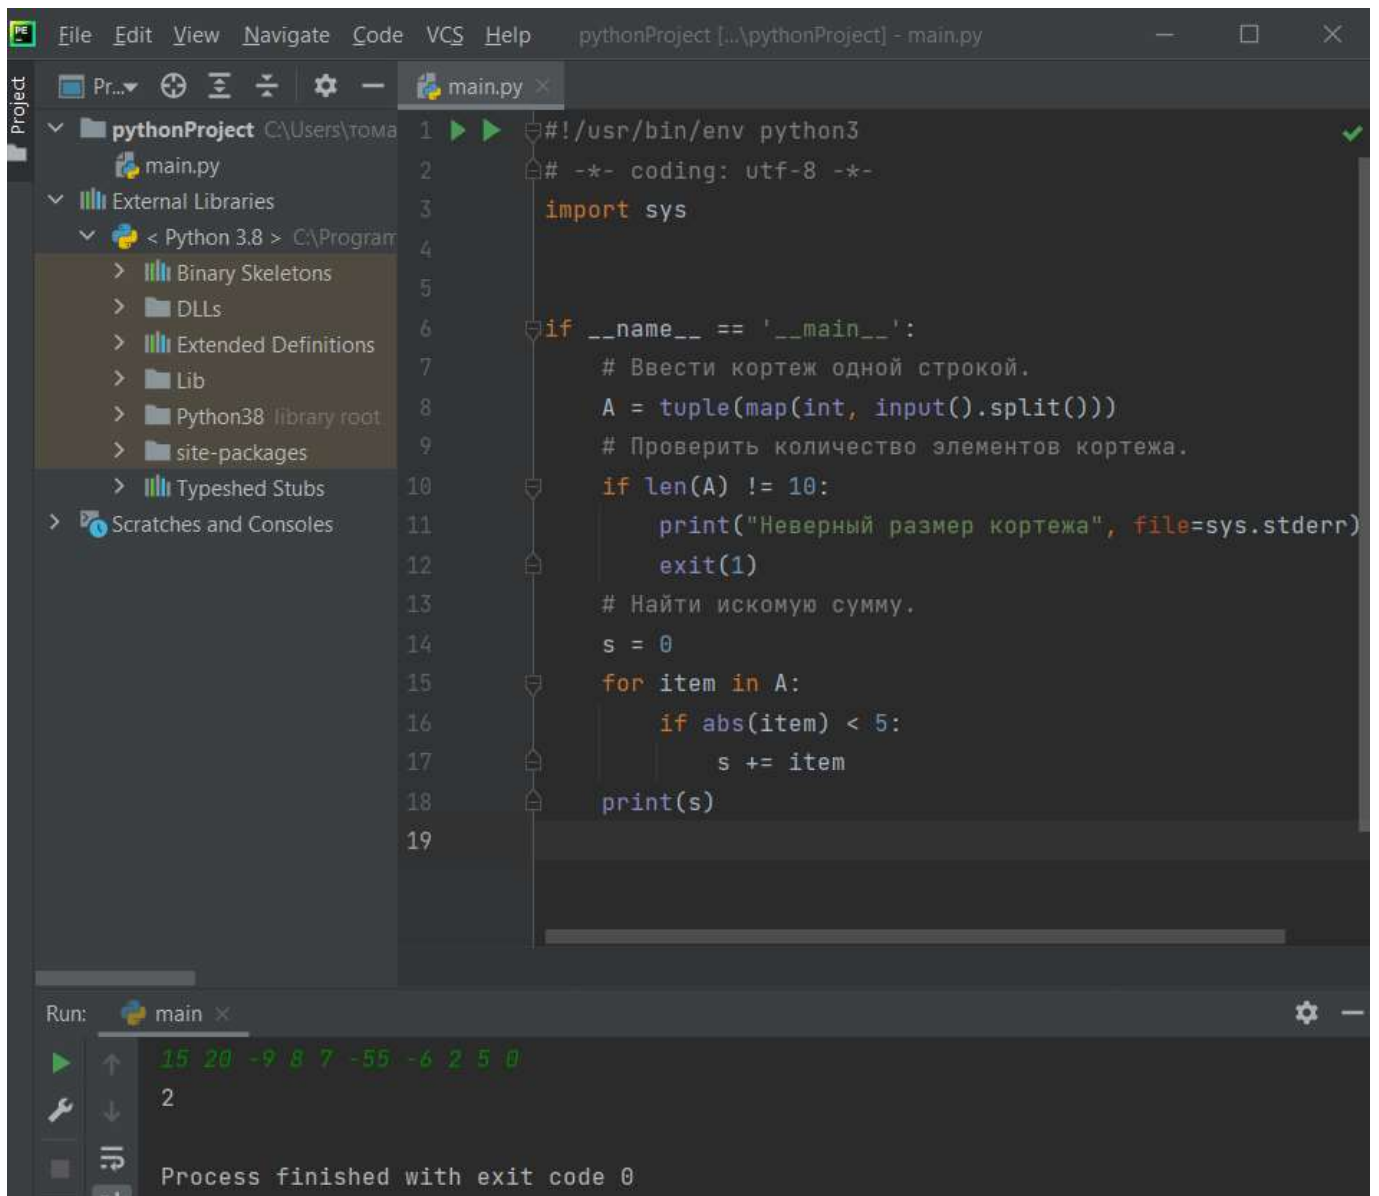 PE File Edit View Navigate Code VCS Help pythonProject [...\pythonProject] - main.py
Project
Pr... main.py
pythonProject C:\Users\тома
main.py
External Libraries
< Python 3.8 > C:\Program
Binary Skeletons
DLLs
Extended Definitions
Lib
Python38 library root
site-packages
Typeshed Stubs
Scratches and Consoles
1 #!/usr/bin/env python3
2 # -*- coding: utf-8 -*-
3 import sys
4
5
6 if __name__ == '__main__':
7 # Ввести кортеж одной строкой.
8 A = tuple(map(int, input().split()))
9 # Проверить количество элементов кортежа.
10 if len(A) != 10:
11 print("Неверный размер кортежа", file=sys.stderr)
12 exit(1)
13 # Найти искомую сумму.
14 s = 0
15 for item in A:
16 if abs(item) < 5:
17 s += item
18 print(s)
19
Run: main
15 20 -9 8 7 -55 -6 2 5 0
2
Process finished with exit code 0